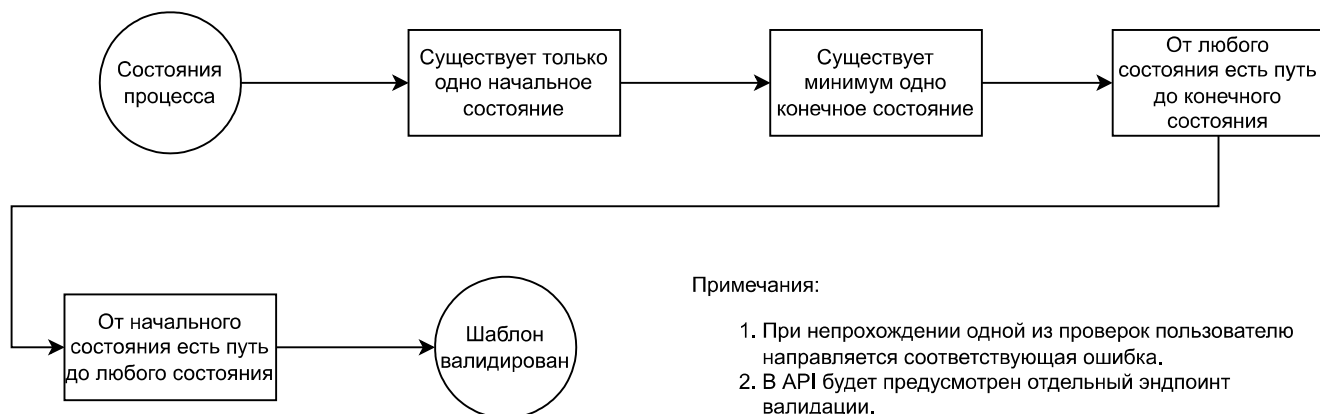 Состояния
процесса
Существует только
одно начальное
состояние
Существует
минимум одно
конечное состояние
От любого
состояния есть путь
до конечного
состояния
От начального
состояния есть путь
до любого состояния
Шаблон
валидирован
Примечания:
1. При непрохождении одной из проверок пользователю
направляется соответствующая ошибка.
2. В API будет предусмотрен отдельный эндпоинт
валидации.